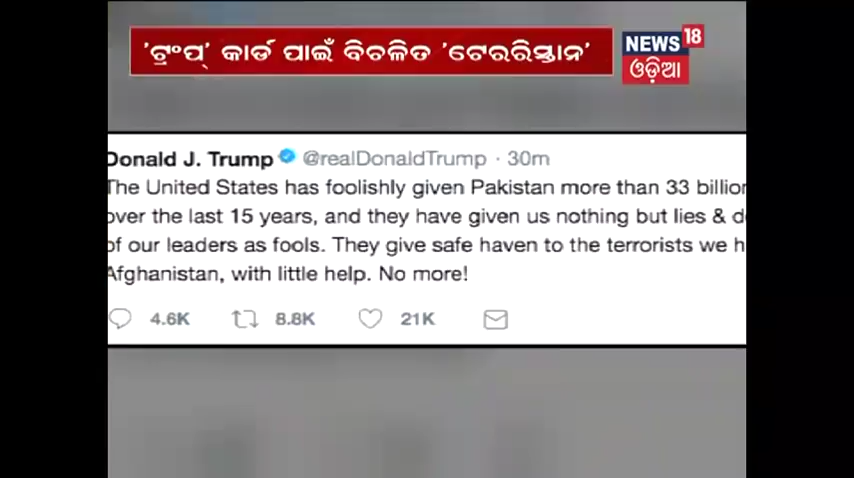 'ଟ୍ରଂପ୍' କାର୍ଡ ପାଇଁ ବିଚଳିତ 'ଟେରରିସ୍ତାନ'
NEWS 18
ଓଡ଼ିଆ
Donald J. Trump @realDonaldTrump · 30m
The United States has foolishly given Pakistan more than 33 billion
over the last 15 years, and they have given us nothing but lies & d
of our leaders as fools. They give safe haven to the terrorists we h
Afghanistan, with little help. No more!
4.6K 8.8K 21K